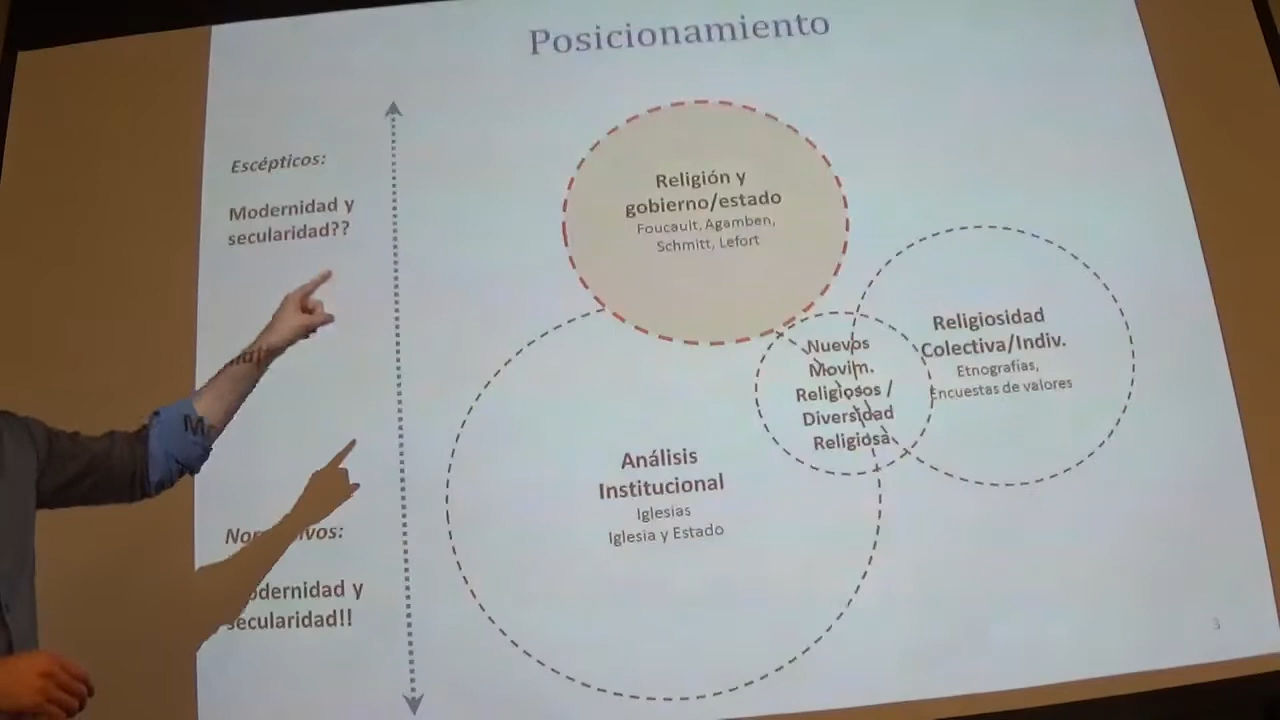 Posicionamiento
Escépticos:
Modernidad y
secularidad??
Religión y
gobierno/estado
Foucault, Agamben,
Schmitt, Lefort
Religiosidad
Colectiva/Indiv.
Etnografías,
Encuestas de valores
Nuevos
Movim.
Religiosos /
Diversidad
Religiosa
Análisis
Institucional
Iglesias
Iglesia y Estado
Modernidad y
secularidad!!
3